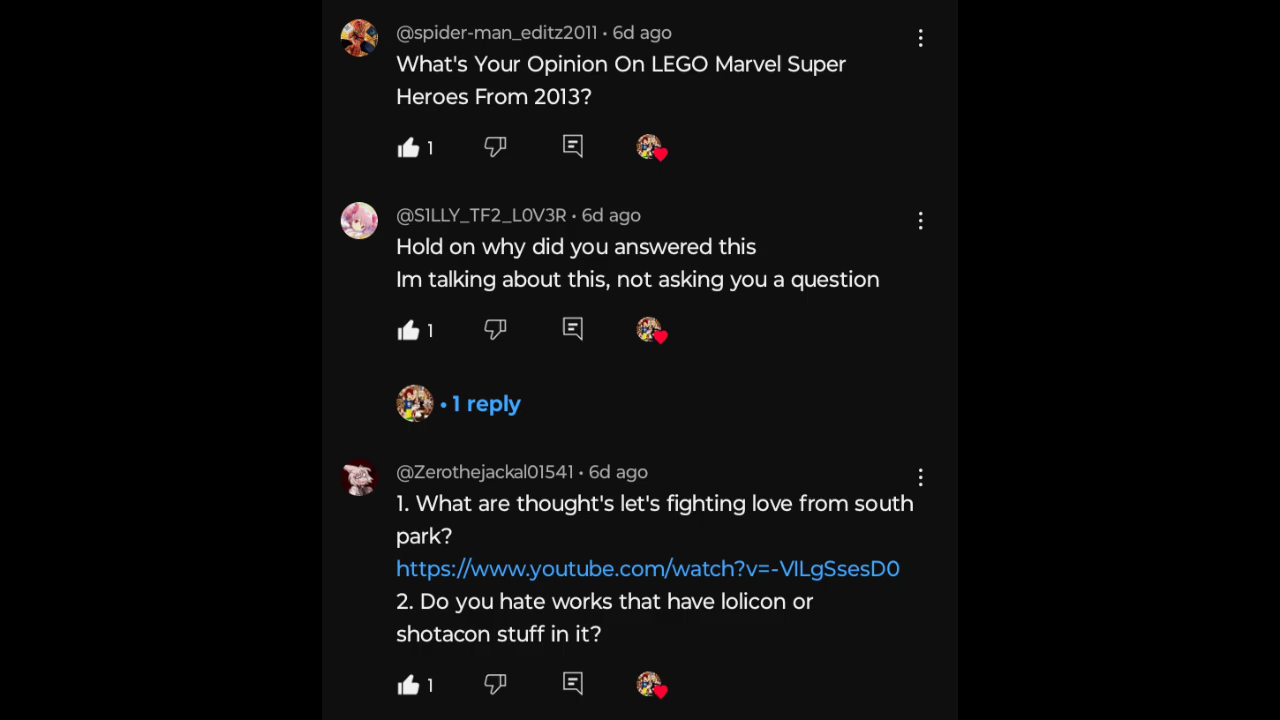 @spider-man_editz2011 • 6d ago
What's Your Opinion On LEGO Marvel Super
Heroes From 2013?
1
@S1LLY_TF2_L0V3R • 6d ago
Hold on why did you answered this
Im talking about this, not asking you a question
1
• 1 reply
@Zerothejackal01541 • 6d ago
1. What are thought's let's fighting love from south
park?
https://www.youtube.com/watch?v=-VILgSsesD0
2. Do you hate works that have lolicon or
shotacon stuff in it?
1